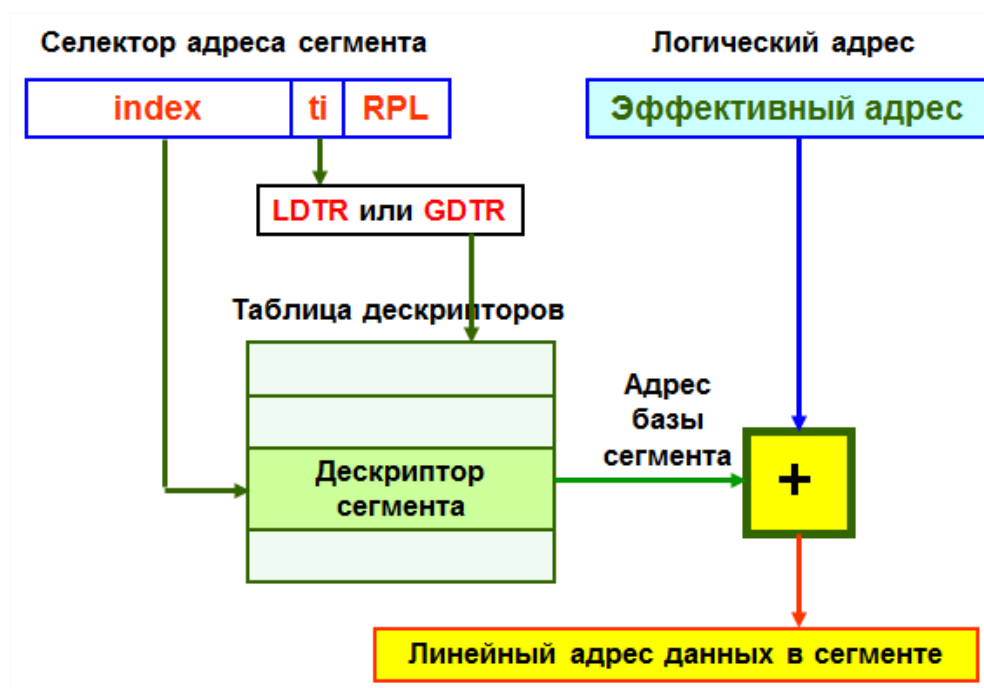 Селектор адреса сегмента
Логический адрес
index ti RPL
Эффективный адрес
LDTR или GDTR
Таблица дескрипторов
Адрес
базы
сегмента
Дескриптор
сегмента
+
Линейный адрес данных в сегменте